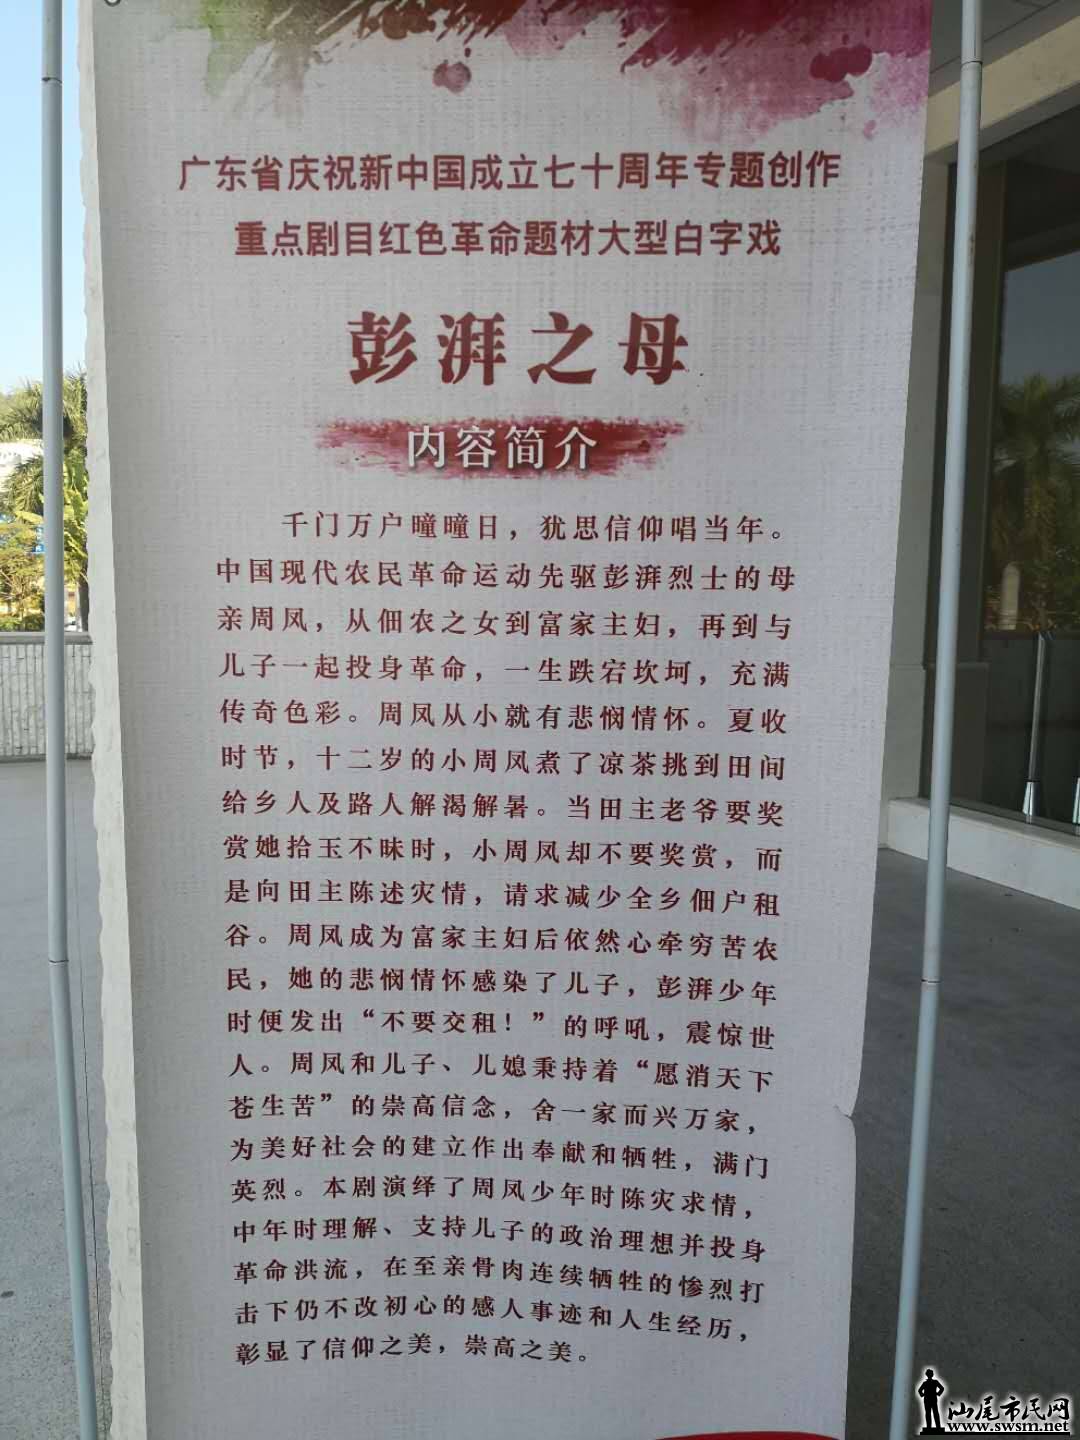 广东省庆祝新中国成立七十周年专题创作
重点剧目红色革命题材大型白字戏
彭湃之母
内容简介
千门万户曈曈日，犹思信仰唱当年。
中国现代农民革命运动先驱彭湃烈士的母
亲周凤，从佃农之女到富家主妇，再到与
儿子一起投身革命，一生跌宕坎坷，充满
传奇色彩。周凤从小就有悲悯情怀。夏收
时节，十二岁的小周凤煮了凉茶挑到田间
给乡人及路人解渴解暑。当田主老爷要奖
赏她拾玉不昧时，小周凤却不要奖赏，而
是向田主陈述灾情，请求减少全乡佃户租
谷。周凤成为富家主妇后依然心牵穷苦农
民，她的悲悯情怀感染了儿子，彭湃少年
时便发出“不要交租！”的呼吼，震惊世
人。周凤和儿子、儿媳秉持着“愿消天下
苍生苦”的崇高信念，舍一家而兴万家，
为美好社会的建立作出奉献和牺牲，满门
英烈。本剧演绎了周凤少年时陈灾求情，
中年时理解、支持儿子的政治理想并投身
革命洪流，在至亲骨肉连续牺牲的惨烈打
击下仍不改初心的感人事迹和人生经历，
彰显了信仰之美，崇高之美。
汕尾市民网
www.swsm.net